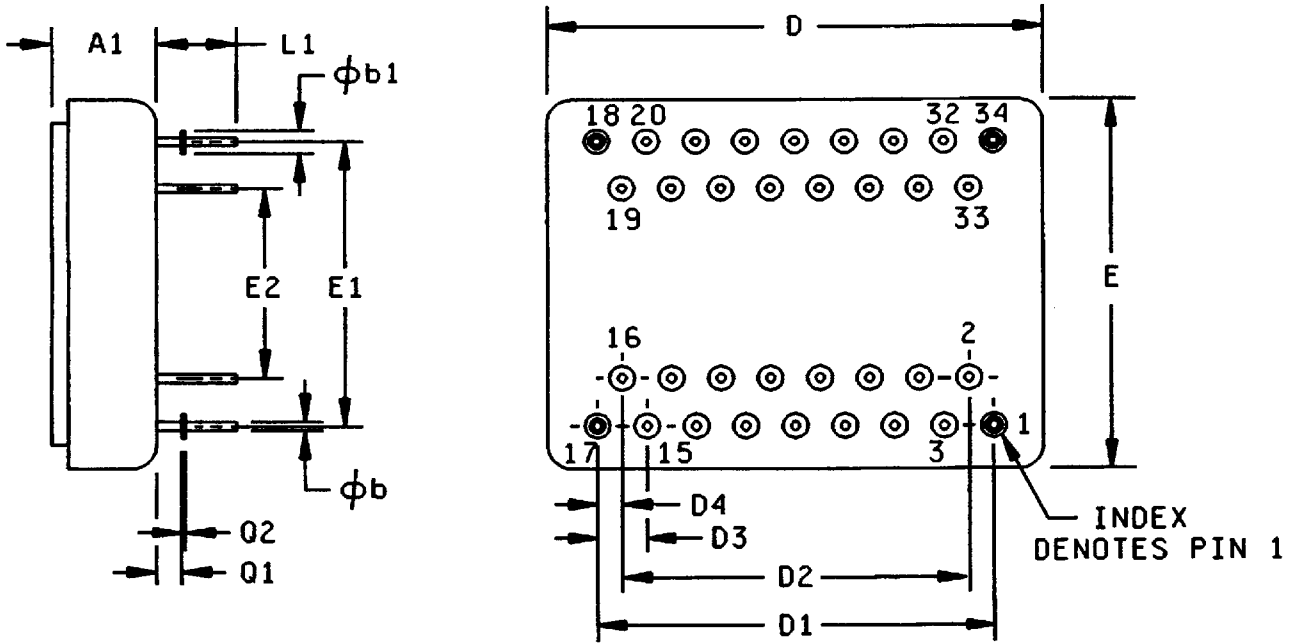 A1
L1
D
ϕb1
18 20 32 34
19 33
E2
E1
E
16 2
17 15 3 1
ϕb
D4
D3
Q2
Q1
D2
D1
INDEX
DENOTES PIN 1